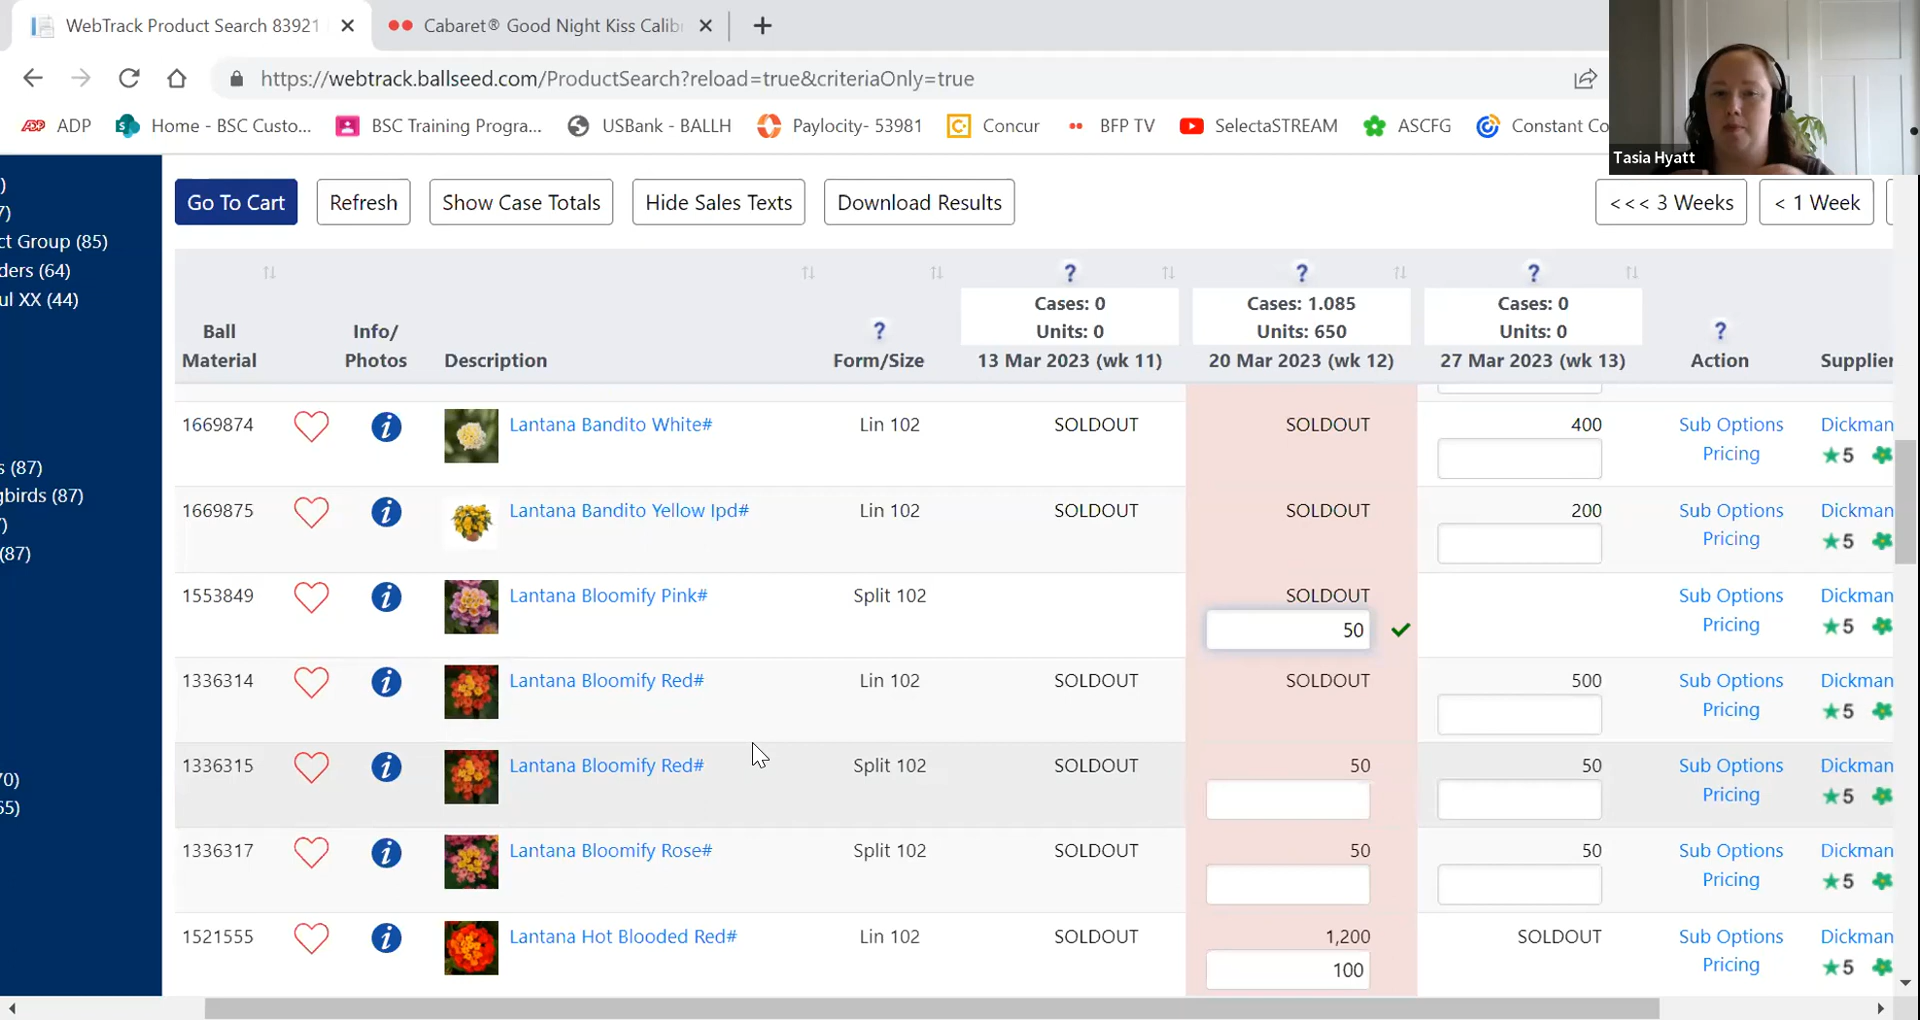 WebTrack Product Search 83921
Cabaret® Good Night Kiss Calib
https://webtrack.ballseed.com/ProductSearch?reload=true&criteriaOnly=true
ADP ADP Home - BSC Custo... BSC Training Progra... USBank - BALLH Paylocity- 53981 Concur BFP TV SelectaSTREAM ASCFG Constant Co
Tasia Hyatt
)
7)
ct Group (85)
ders (64)
ul XX (44)
s (87)
gbirds (87)
)
(87)
70)
65)
Go To Cart Refresh Show Case Totals Hide Sales Texts Download Results <<< 3 Weeks < 1 Week
? ? ?
Cases: 0 Cases: 1.085 Cases: 0
Ball Info/ ? Units: 0 Units: 650 Units: 0 ?
Material Photos Description Form/Size 13 Mar 2023 (wk 11) 20 Mar 2023 (wk 12) 27 Mar 2023 (wk 13) Action Supplier
1669874 i Lantana Bandito White# Lin 102 SOLDOUT SOLDOUT 400 Sub Options Dickman
Pricing 5
1669875 i Lantana Bandito Yellow Ipd# Lin 102 SOLDOUT SOLDOUT 200 Sub Options Dickman
Pricing 5
1553849 i Lantana Bloomify Pink# Split 102 SOLDOUT Sub Options Dickman
50 Pricing 5
1336314 i Lantana Bloomify Red# Lin 102 SOLDOUT SOLDOUT 500 Sub Options Dickman
Pricing 5
1336315 i Lantana Bloomify Red# Split 102 SOLDOUT 50 50 Sub Options Dickman
Pricing 5
1336317 i Lantana Bloomify Rose# Split 102 SOLDOUT 50 50 Sub Options Dickman
Pricing 5
1521555 i Lantana Hot Blooded Red# Lin 102 SOLDOUT 1,200 SOLDOUT Sub Options Dickman
100 Pricing 5